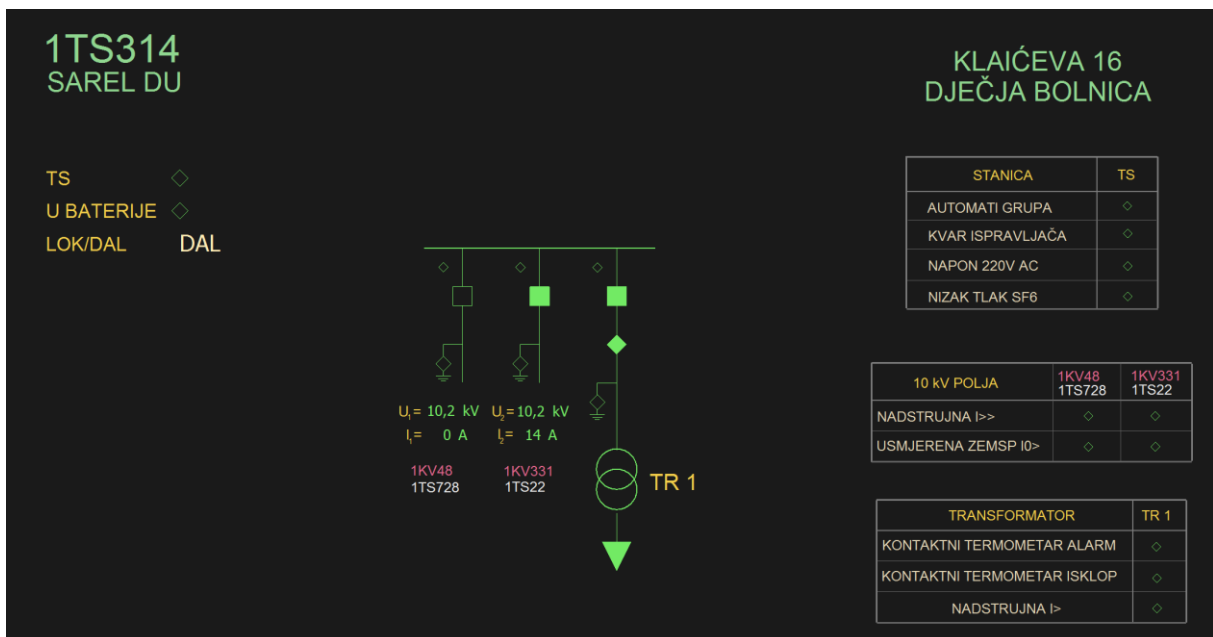 1TS314
SAREL DU
KLAIĆEVA 16
DJEČJA BOLNICA
TS
U BATERIJE
LOK/DAL DAL
STANICA TS
AUTOMATI GRUPA
KVAR ISPRAVLJAČA
NAPON 220V AC
NIZAK TLAK SF6
U1= 10,2 kV U2= 10,2 kV
I1= 0 A I2= 14 A
1KV48 1KV331
1TS728 1TS22
TR 1
10 kV POLJA 1KV48 1KV331
1TS728 1TS22
NADSTRUJNA I>>
USMJERENA ZEMSP I0>
TRANSFORMATOR TR 1
KONTAKTNI TERMOMETAR ALARM
KONTAKTNI TERMOMETAR ISKLOP
NADSTRUJNA I>